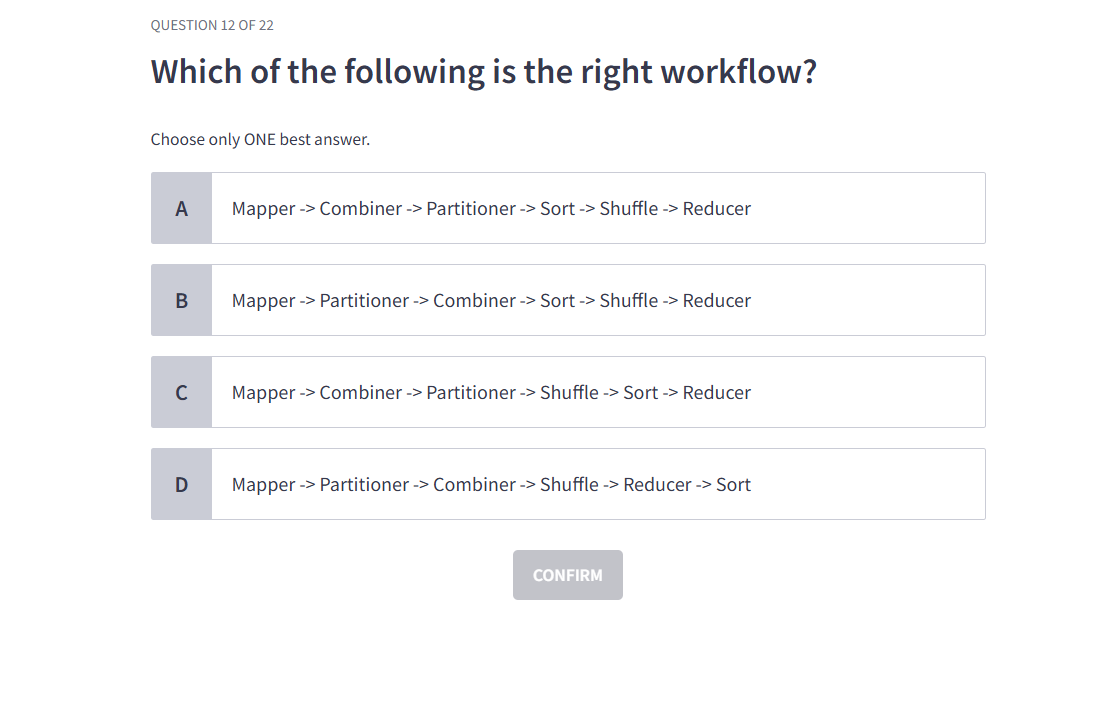 QUESTION 12 OF 22
Which of the following is the right workflow?
Choose only ONE best answer.
A
Mapper -> Combiner -> Partitioner -> Sort -> Shuffle -> Reducer
B
Mapper -> Partitioner -> Combiner -> Sort -> Shuffle -> Reducer
C
Mapper -> Combiner -> Partitioner -> Shuffle -> Sort -> Reducer
D
Mapper -> Partitioner -> Combiner -> Shuffle -> Reducer -> Sort
CONFIRM